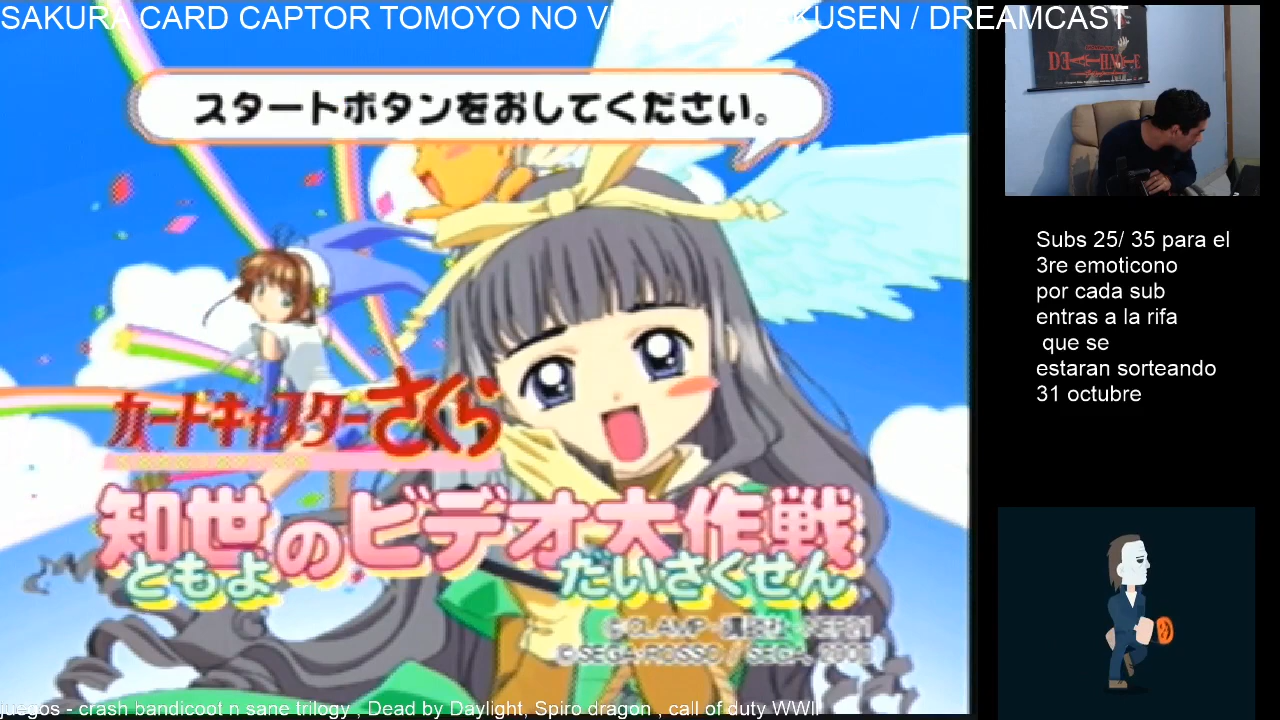 SAKURA CARD CAPTOR TOMOYO NO V KUSEN / DREAMCAST
スタートボタンをおしてください。
DEATH NOTE
Subs 25/ 35 para el
3re emoticono
por cada sub
entras a la rifa
que se
estaran sorteando
31 octubre
カードキャプターさくら
知世のビデオ大作戦
ともよ だいさくせん
©CLAMP・講談社
©SEGA ROSSO / SEGA, 2000
juegos - crash bandicoot n sane trilogy , Dead by Daylight, Spiro dragon , call of duty WWII